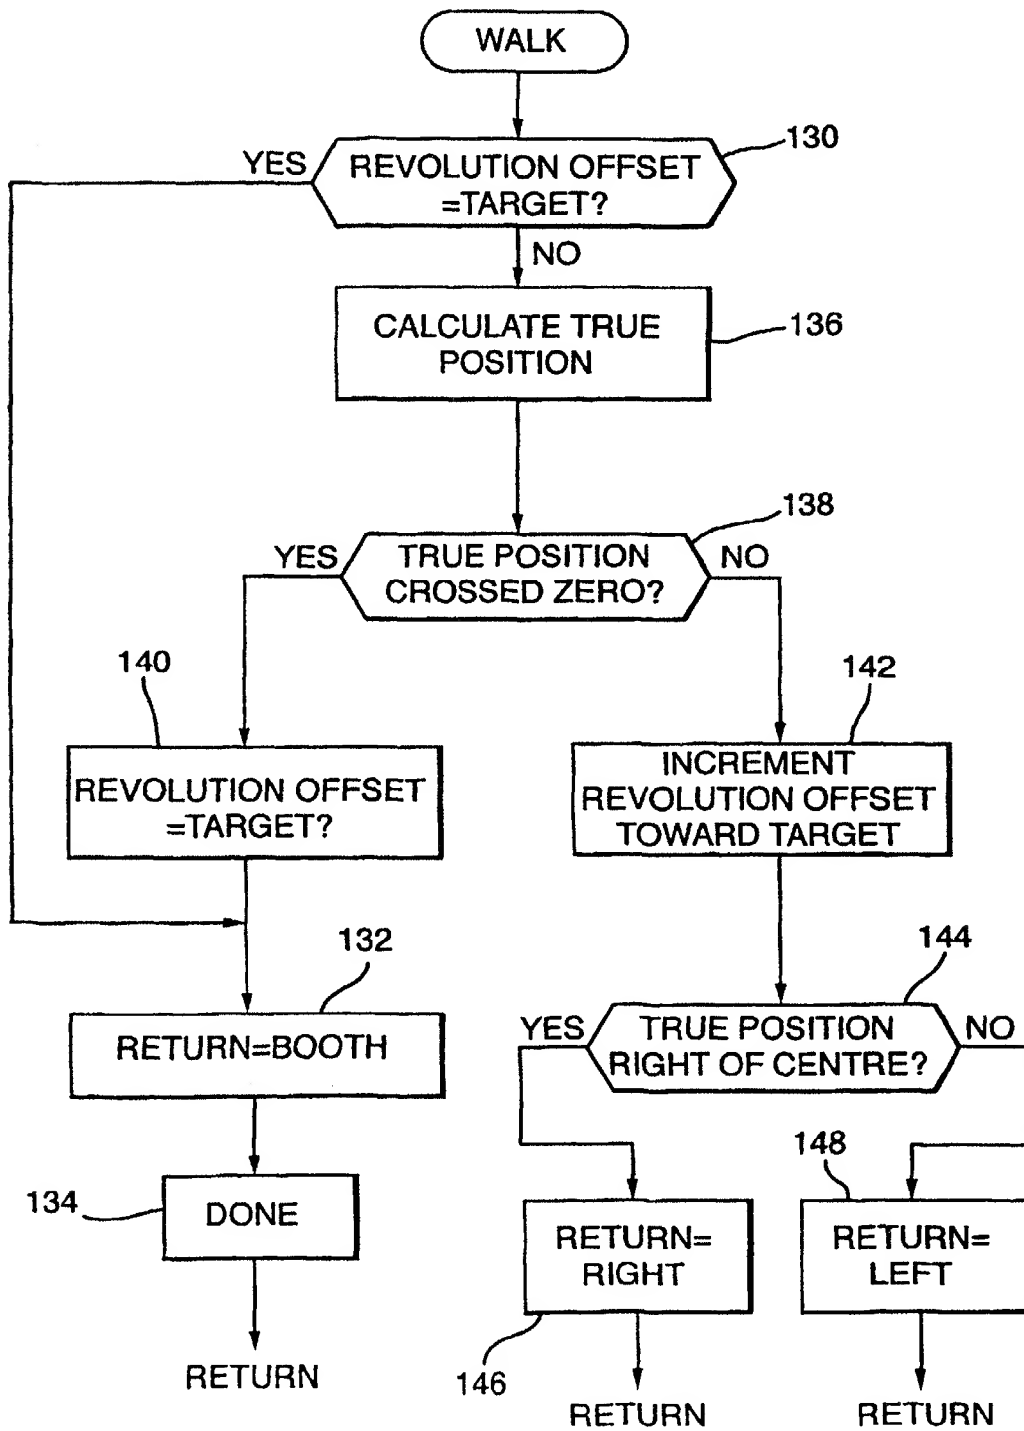 WALK
130
YES
REVOLUTION OFFSET
=TARGET?
NO
136
CALCULATE TRUE
POSITION
138
YES
TRUE POSITION
CROSSED ZERO?
NO
140
142
REVOLUTION OFFSET
=TARGET?
INCREMENT
REVOLUTION OFFSET
TOWARD TARGET
132
144
RETURN=BOOTH
YES
TRUE POSITION
RIGHT OF CENTRE?
NO
148
134
DONE
RETURN=
RIGHT
RETURN=
LEFT
RETURN
146
RETURN
RETURN